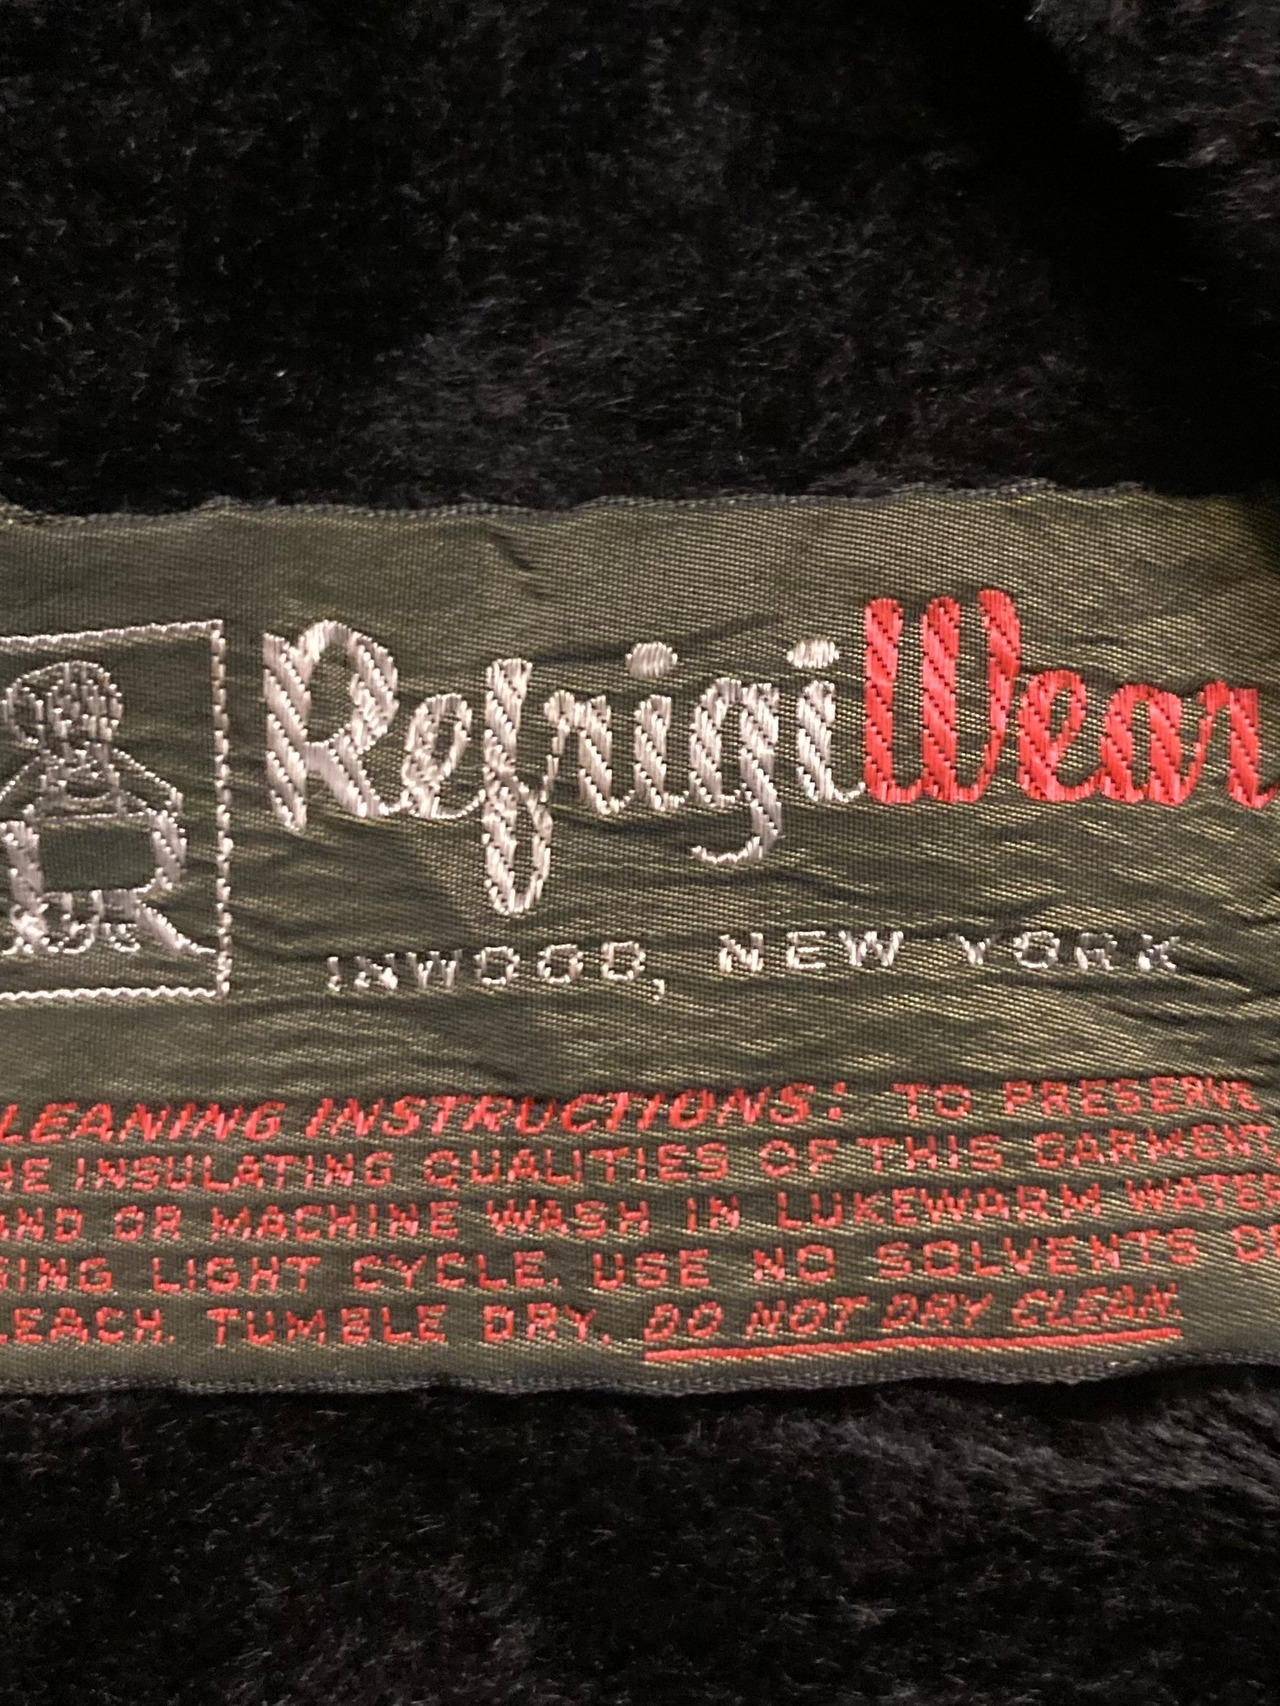 RefrigiWear
INWOOD, NEW YORK
LEANING INSTRUCTIONS: TO PRESERVE
HE INSULATING QUALITIES OF THIS GARMENT
AND OR MACHINE WASH IN LUKEWARM WATER
SING LIGHT CYCLE. USE NO SOLVENTS OR
LEACH. TUMBLE DRY. DO NOT DRY CLEAN.